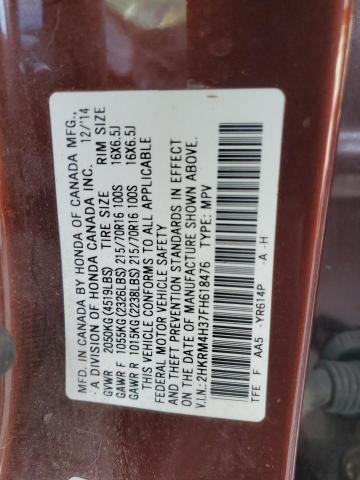 MFD. IN CANADA BY HONDA OF CANADA MFG.,
· A DIVISION OF HONDA CANADA INC. 12/'14
GVWR 2050KG (4519LBS) TIRE SIZE RIM SIZE
GAWR F 1055KG (2326LBS) 215/70R16 100S 16X6.5J
GAWR R 1015KG (2238LBS) 215/70R16 100S 16X6.5J
THIS VEHICLE CONFORMS TO ALL APPLICABLE
FEDERAL MOTOR VEHICLE SAFETY
AND THEFT PREVENTION STANDARDS IN EFFECT
ON THE DATE OF MANUFACTURE SHOWN ABOVE.
V.I.N.: 2HKRM4H37FH618476 TYPE: MPV
TFE F AA5 -YR614P -A -H